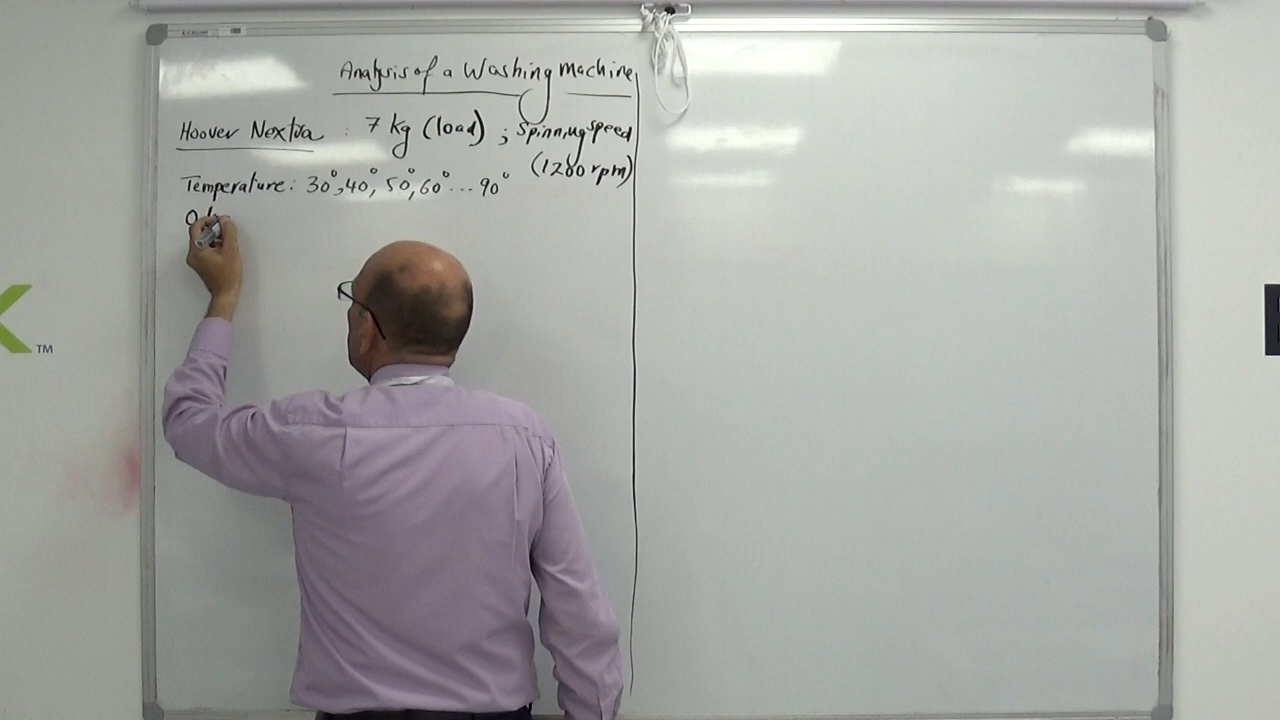 Analysis of a Washing Machine
Hoover Nextra : 7 kg (load) ; Spinning speed
(1200 rpm)
Temperature: 30°, 40°, 50°, 60° ... 90°
TM